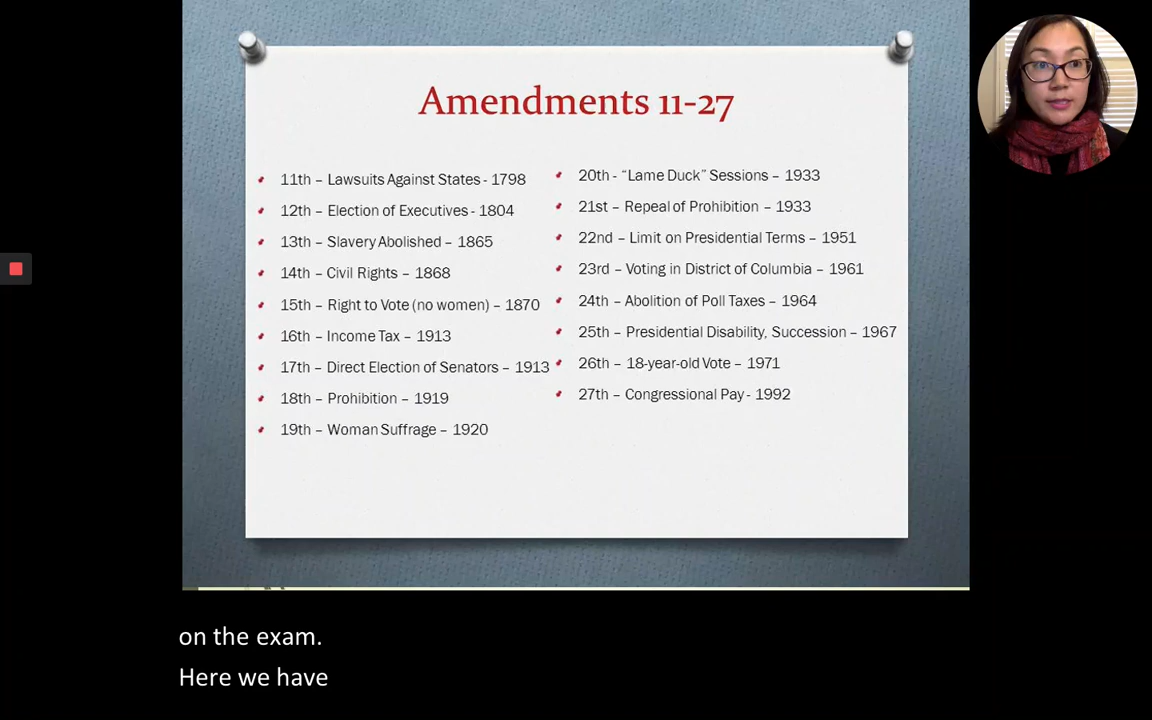 Amendments 11-27
11th – Lawsuits Against States - 1798
12th – Election of Executives - 1804
13th – Slavery Abolished – 1865
14th – Civil Rights – 1868
15th – Right to Vote (no women) – 1870
16th – Income Tax – 1913
17th – Direct Election of Senators – 1913
18th – Prohibition – 1919
19th – Woman Suffrage – 1920
20th - “Lame Duck” Sessions – 1933
21st – Repeal of Prohibition – 1933
22nd – Limit on Presidential Terms – 1951
23rd – Voting in District of Columbia – 1961
24th – Abolition of Poll Taxes – 1964
25th – Presidential Disability, Succession – 1967
26th – 18-year-old Vote – 1971
27th – Congressional Pay - 1992
on the exam.
Here we have